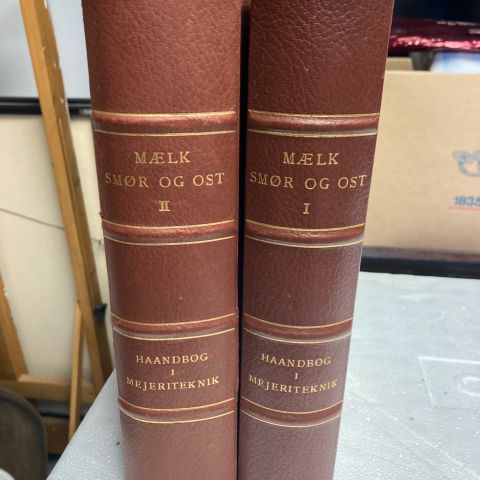 MÆLK
SMØR OG OST
II
HAANDBOG
I
MEJERITEKNIK
MÆLK
SMØR OG OST
I
HAANDBOG
I
MEJERITEKNIK
1835